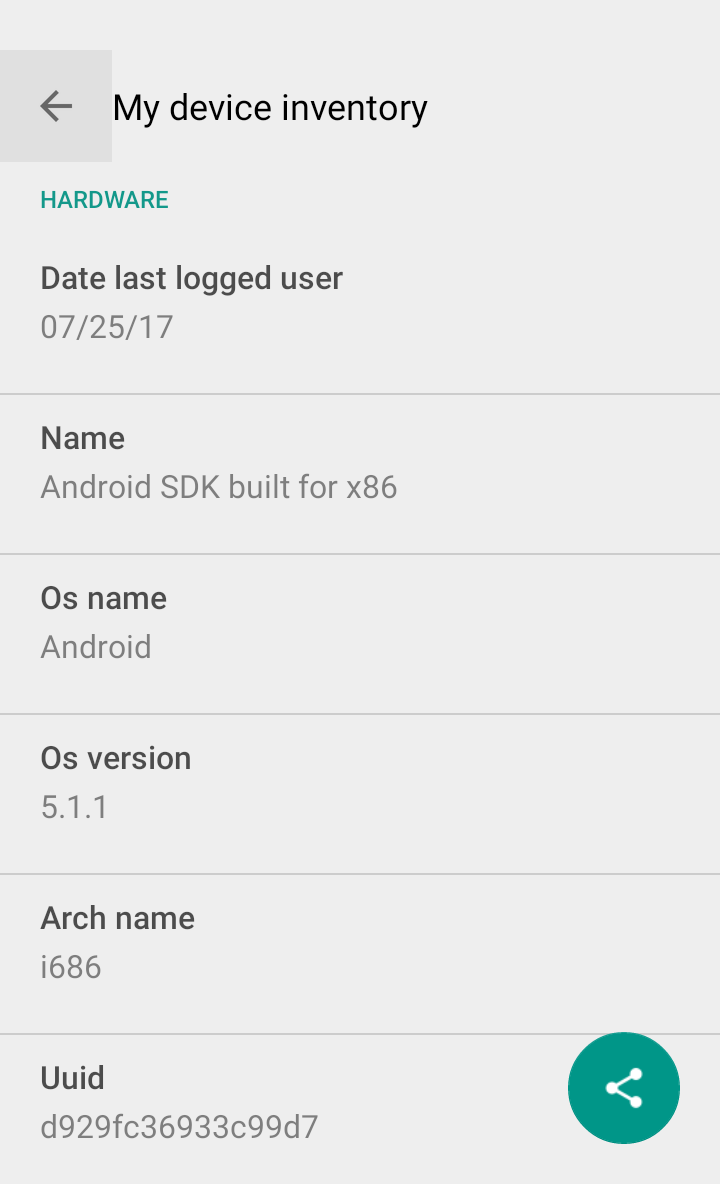 My device inventory
HARDWARE
Date last logged user
07/25/17
Name
Android SDK built for x86
Os name
Android
Os version
5.1.1
Arch name
i686
Uuid
d929fc36933c99d7